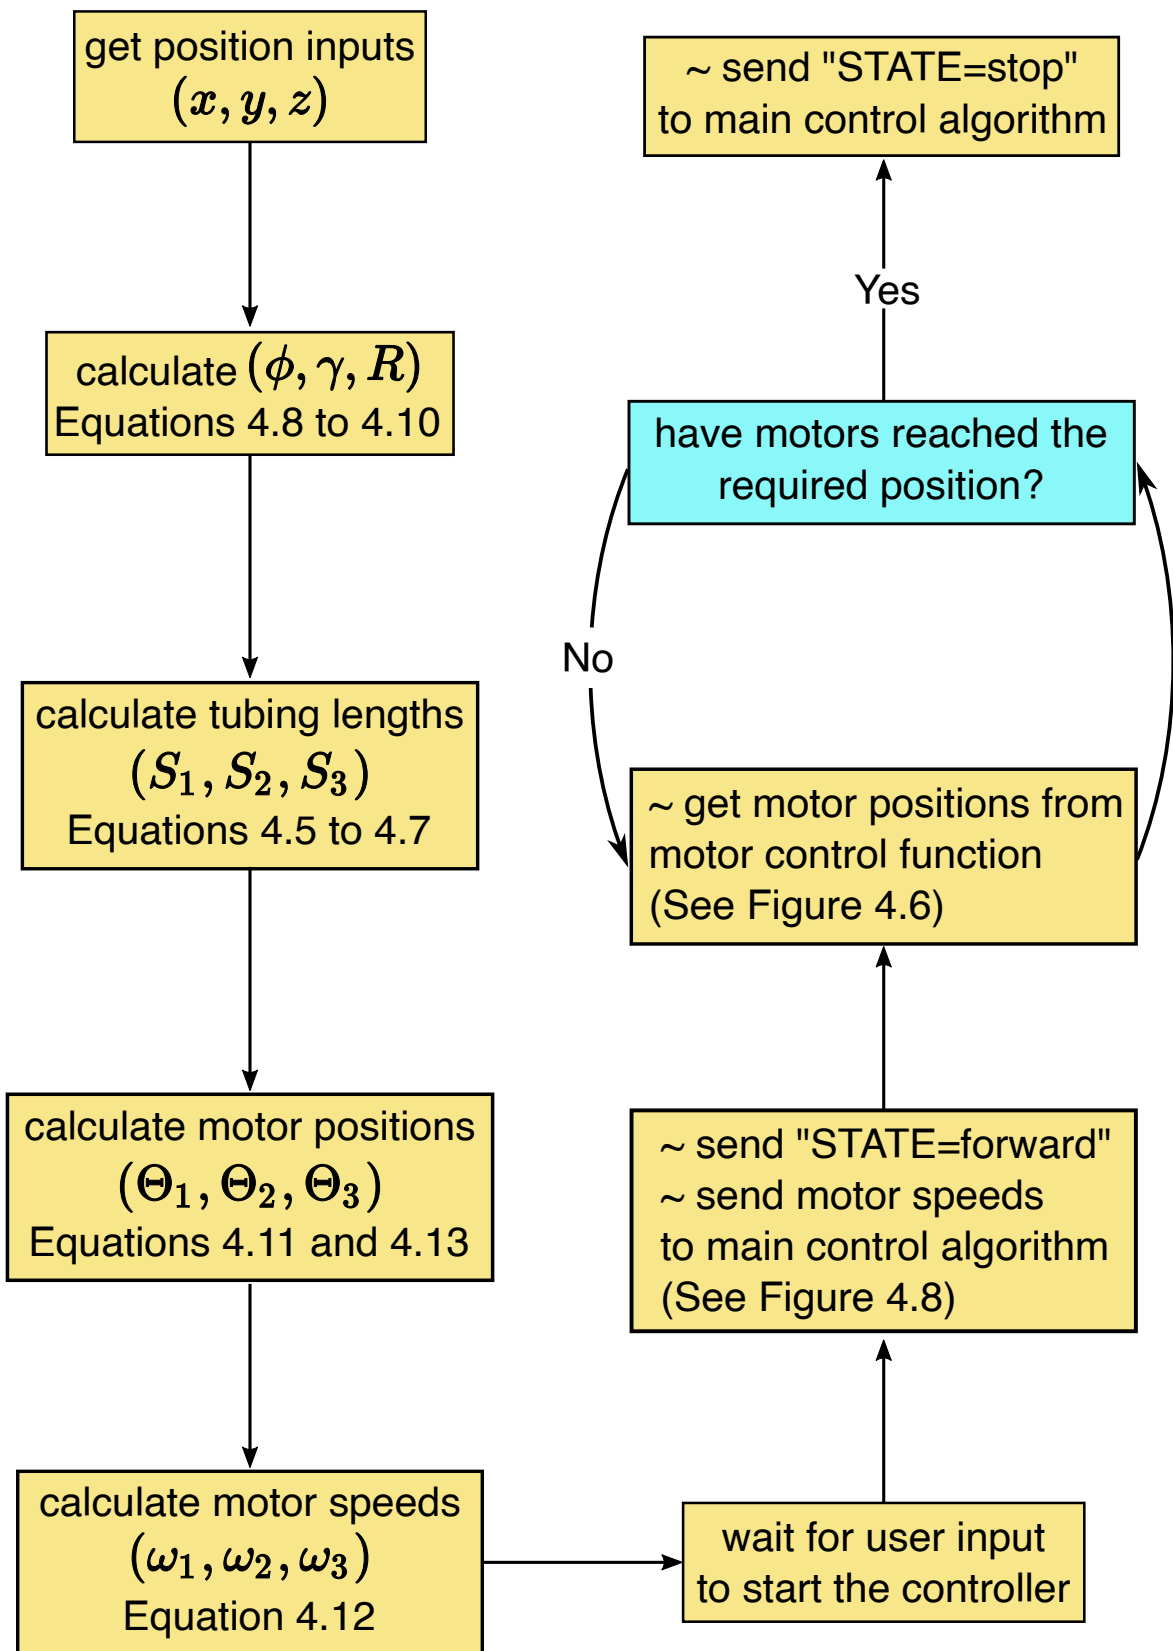 get position inputs
(x, y, z)
calculate (ϕ, γ, R)
Equations 4.8 to 4.10
calculate tubing lengths
(S₁, S₂, S₃)
Equations 4.5 to 4.7
calculate motor positions
(Θ₁, Θ₂, Θ₃)
Equations 4.11 and 4.13
calculate motor speeds
(ω₁, ω₂, ω₃)
Equation 4.12
wait for user input
to start the controller
~ send "STATE=forward"
~ send motor speeds
to main control algorithm
(See Figure 4.8)
~ get motor positions from
motor control function
(See Figure 4.6)
No
have motors reached the
required position?
Yes
~ send "STATE=stop"
to main control algorithm